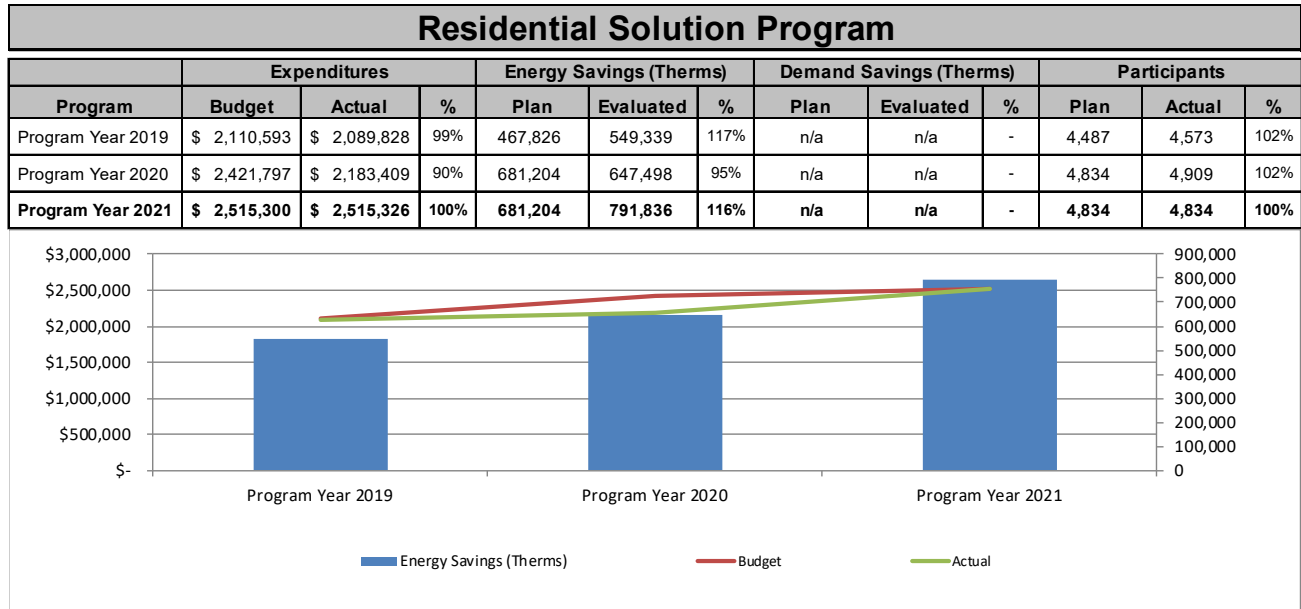 Residential Solution Program
Expenditures Energy Savings (Therms) Demand Savings (Therms) Participants
Program Budget Actual % Plan Evaluated % Plan Evaluated % Plan Actual %
Program Year 2019 $ 2,110,593 $ 2,089,828 99% 467,826 549,339 117% n/a n/a - 4,487 4,573 102%
Program Year 2020 $ 2,421,797 $ 2,183,409 90% 681,204 647,498 95% n/a n/a - 4,834 4,909 102%
Program Year 2021 $ 2,515,300 $ 2,515,326 100% 681,204 791,836 116% n/a n/a - 4,834 4,834 100%
$3,000,000
$2,500,000
$2,000,000
$1,500,000
$1,000,000
$500,000
$-
900,000
800,000
700,000
600,000
500,000
400,000
300,000
200,000
100,000
0
Program Year 2019 Program Year 2020 Program Year 2021
Energy Savings (Therms) Budget Actual